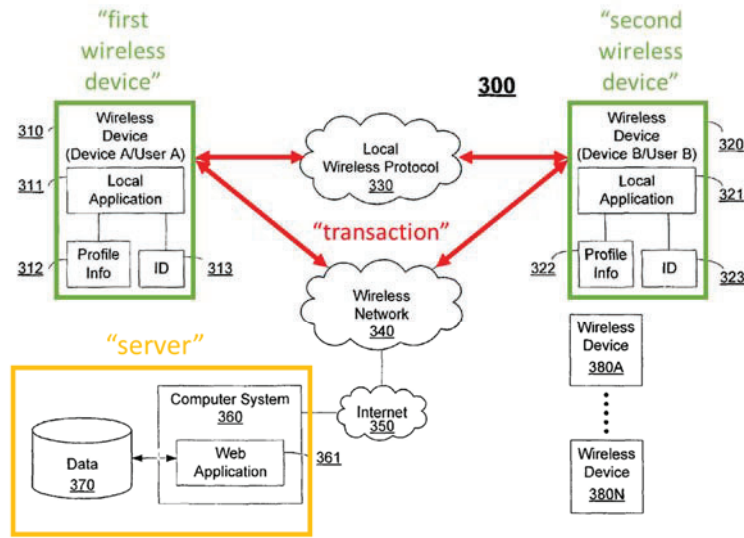 “first
wireless
device”
“second
wireless
device”
300
310
Wireless
Device
(Device A/User A)
311
Local
Application
312
Profile
Info
ID
313
Local
Wireless Protocol
330
Wireless
Device
(Device B/User B)
320
Local
Application
321
322
Profile
Info
ID
323
“transaction”
Wireless
Network
340
“server”
Computer System
360
Data
370
Web
Application
361
Internet
350
Wireless
Device
380A
Wireless
Device
380N